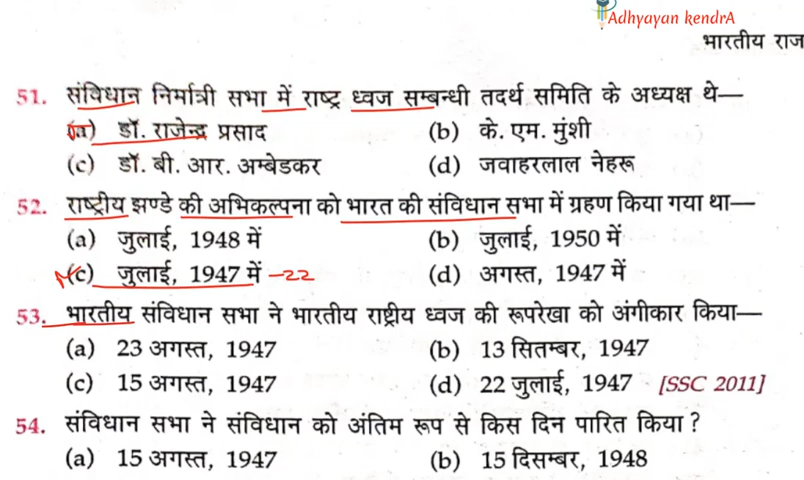 Adhyayan kendrA
भारतीय राज
51. संविधान निर्मात्री सभा में राष्ट्र ध्वज सम्बन्धी तदर्थ समिति के अध्यक्ष थे—
(a) डॉ. राजेन्द्र प्रसाद (b) के. एम. मुंशी
(c) डॉ. बी. आर. अम्बेडकर (d) जवाहरलाल नेहरू
52. राष्ट्रीय झण्डे की अभिकल्पना को भारत की संविधान सभा में ग्रहण किया गया था—
(a) जुलाई, 1948 में (b) जुलाई, 1950 में
(c) जुलाई, 1947 में -22 (d) अगस्त, 1947 में
53. भारतीय संविधान सभा ने भारतीय राष्ट्रीय ध्वज की रूपरेखा को अंगीकार किया—
(a) 23 अगस्त, 1947 (b) 13 सितम्बर, 1947
(c) 15 अगस्त, 1947 (d) 22 जुलाई, 1947 [SSC 2011]
54. संविधान सभा ने संविधान को अंतिम रूप से किस दिन पारित किया ?
(a) 15 अगस्त, 1947 (b) 15 दिसम्बर, 1948